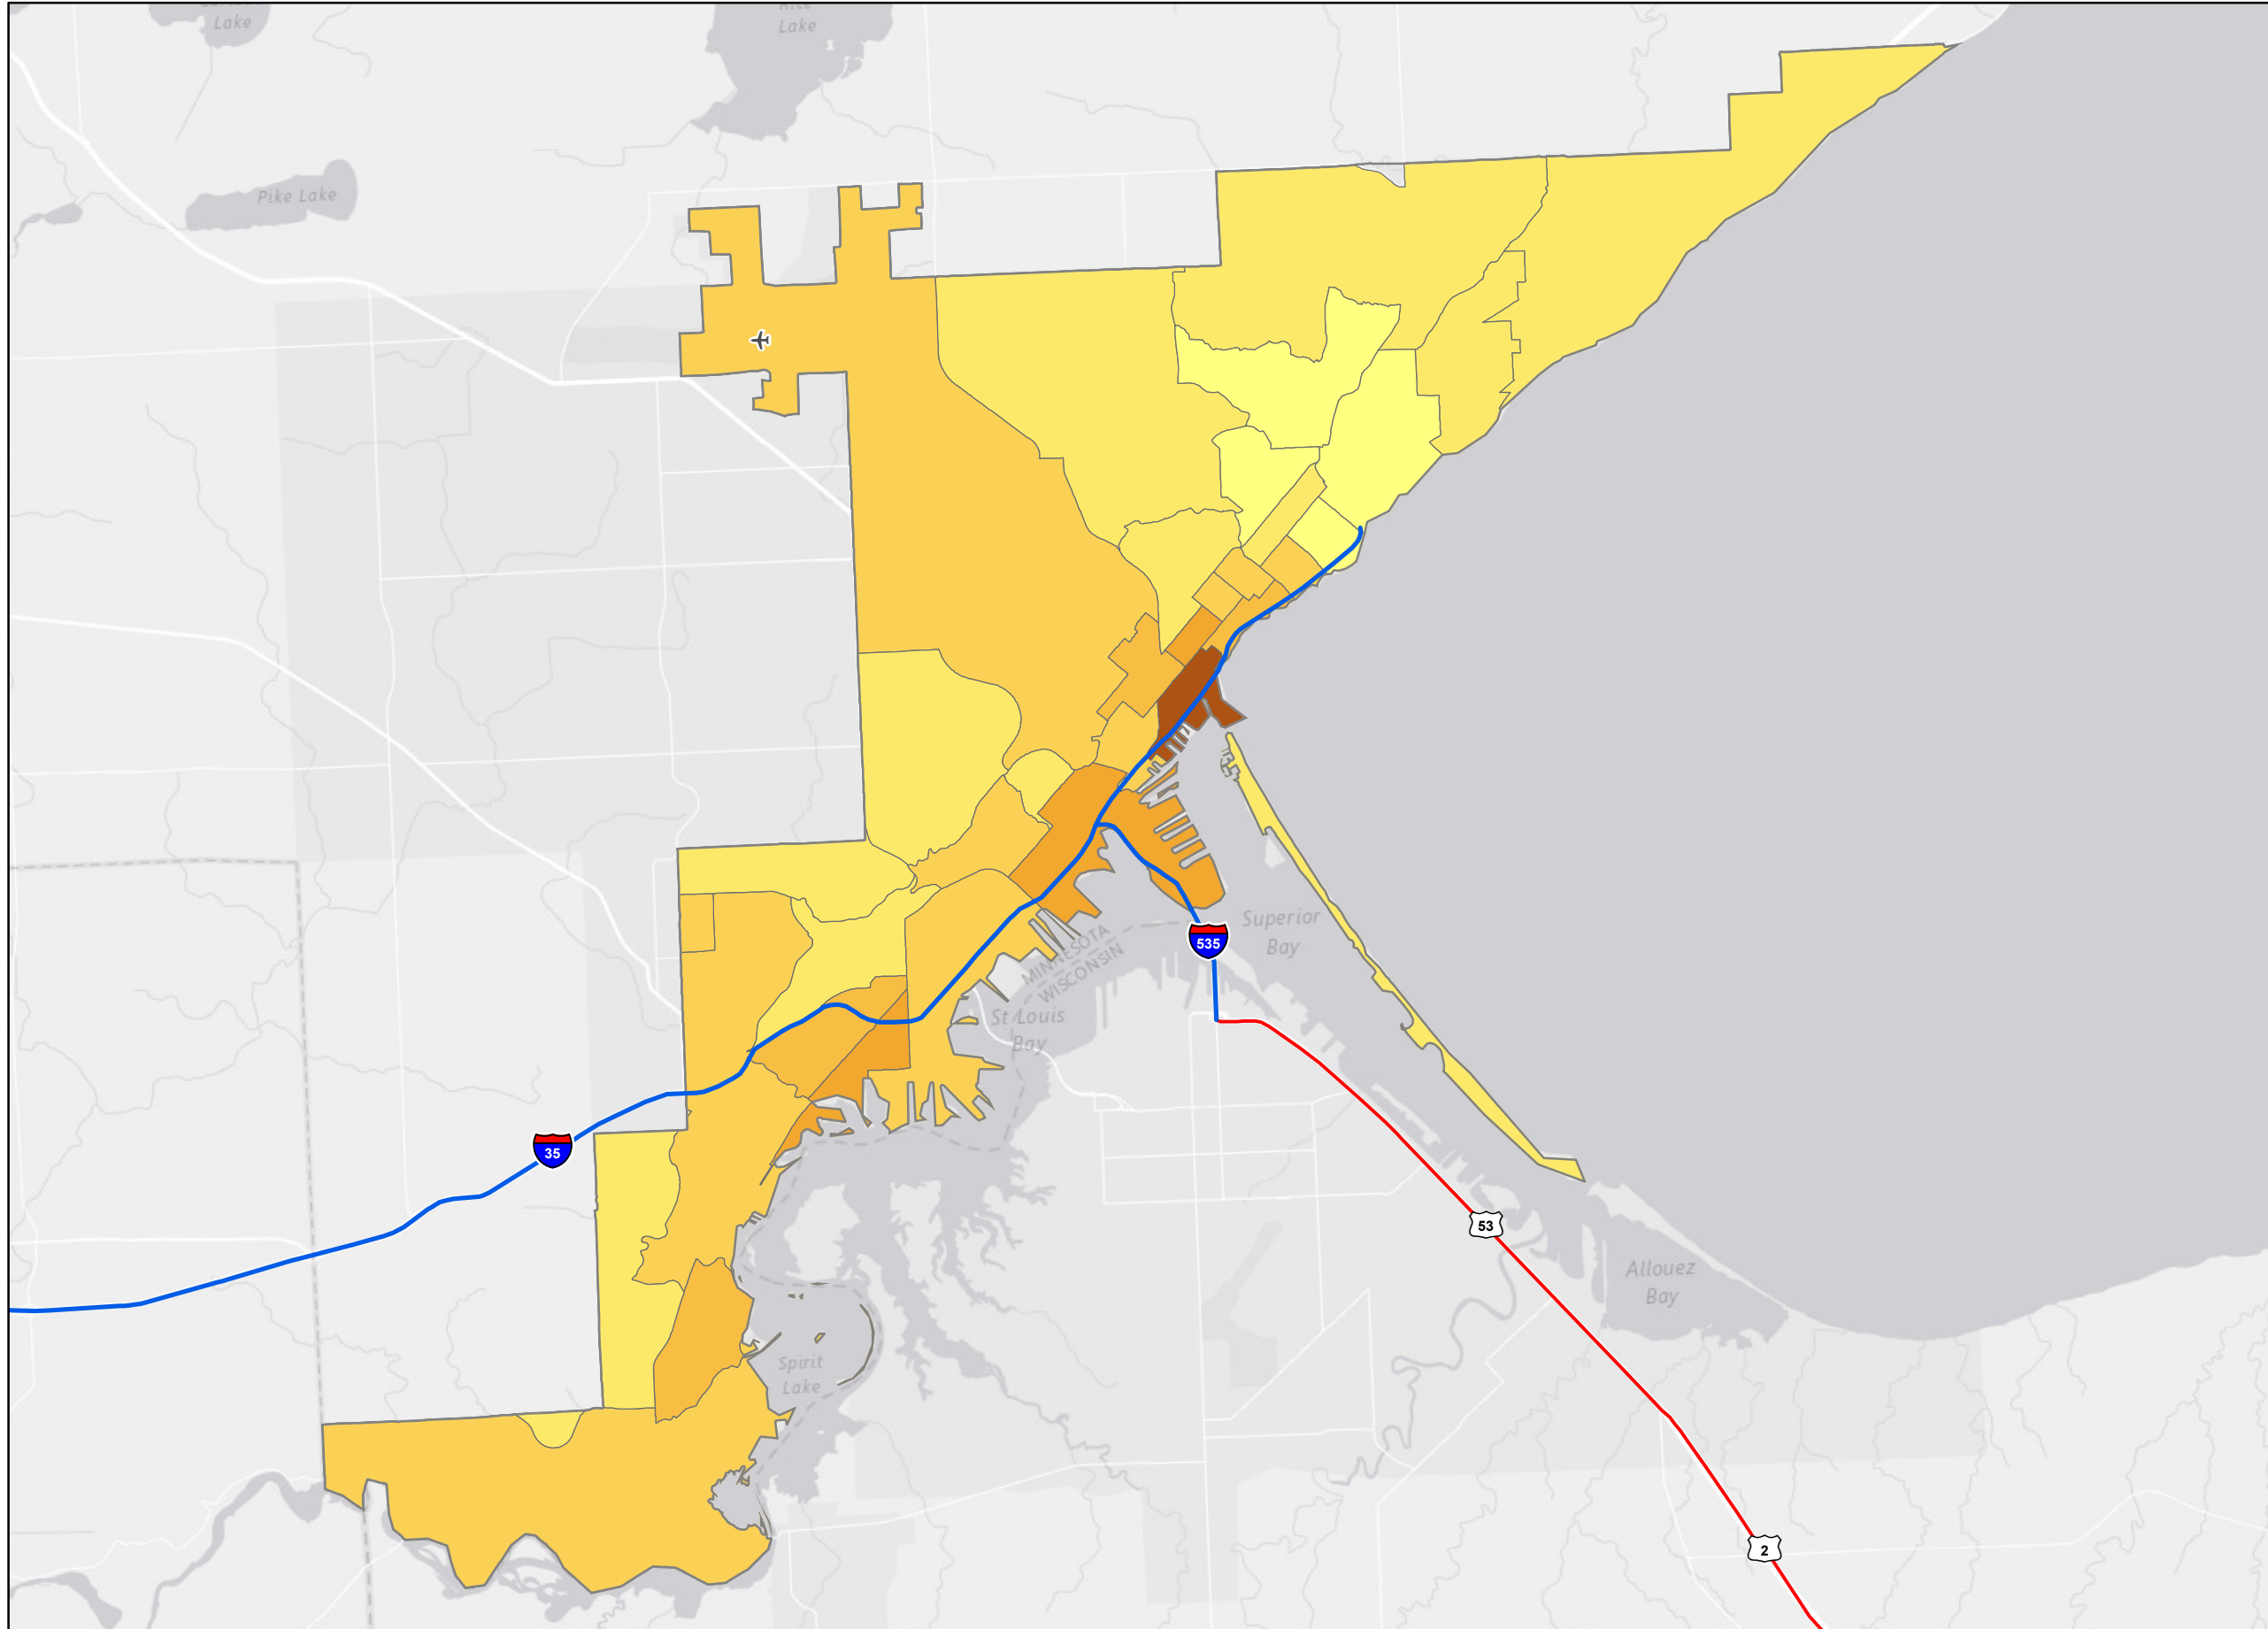 Lake
Rice
Lake
Pike Lake
Superior
Bay
MINNESOTA
WISCONSIN
535
St Louis
Bay
35
53
Allouez
Bay
Spirit
Lake
2